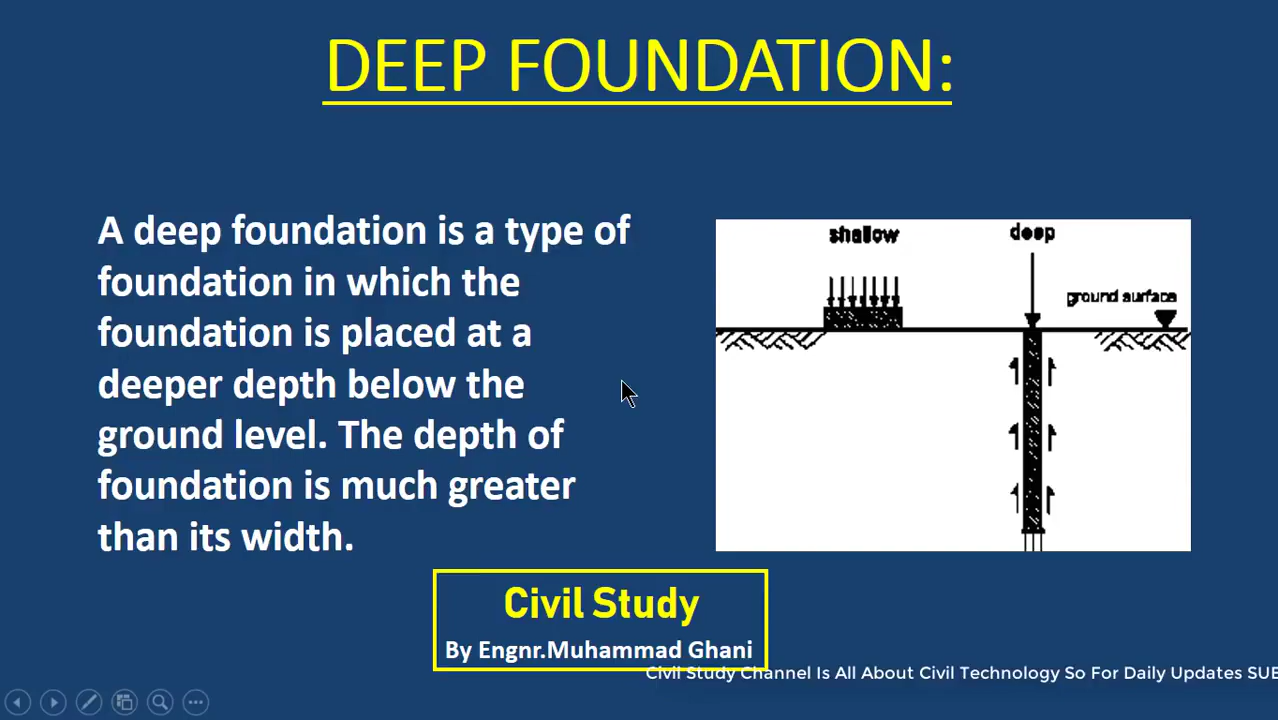 DEEP FOUNDATION:
A deep foundation is a type of
foundation in which the
foundation is placed at a
deeper depth below the
ground level. The depth of
foundation is much greater
than its width.
shallow
deep
ground surface
Civil Study
By Engnr.Muhammad Ghani
Civil Study Channel Is All About Civil Technology So For Daily Updates SUB